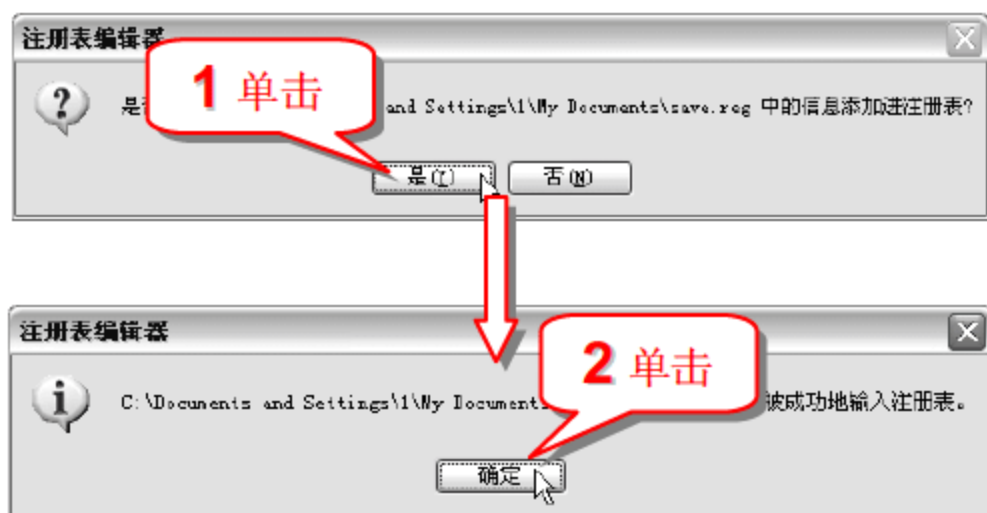 注册表编辑器
1 单击
是 and Settings\1\My Documents\save.reg 中的信息添加进注册表?
是(Y) 否(N)
注册表编辑器
2 单击
C:\Documents and Settings\1\My Document 被成功地输入注册表。
确定